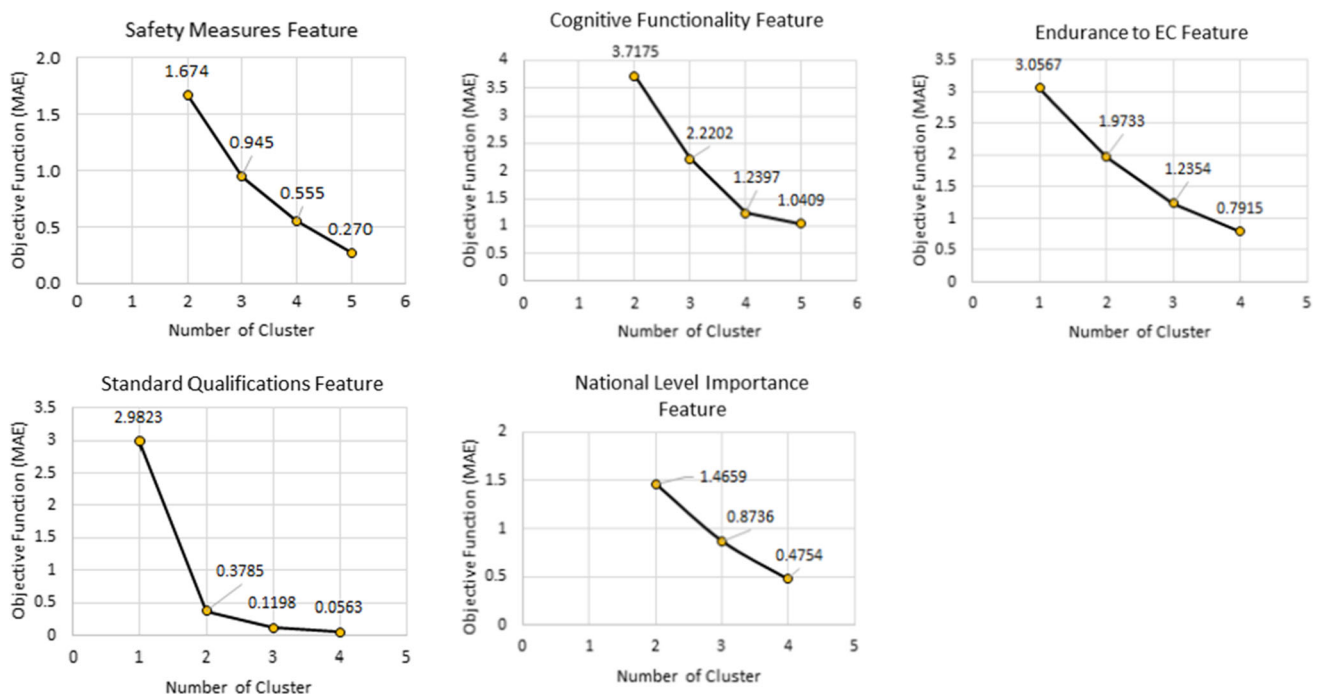 Safety Measures Feature
Objective Function (MAE)
2.0
1.5
1.0
0.5
0.0
1.674
0.945
0.555
0.270
0 1 2 3 4 5 6
Number of Cluster
Cognitive Functionality Feature
Objective Function (MAE)
4
3.5
3
2.5
2
1.5
1
0.5
0
3.7175
2.2202
1.2397
1.0409
0 1 2 3 4 5 6
Number of Cluster
Endurance to EC Feature
Objective Function (MAE)
3.5
3
2.5
2
1.5
1
0.5
0
3.0567
1.9733
1.2354
0.7915
0 1 2 3 4 5
Number of Cluster
Standard Qualifications Feature
Objective Function (MAE)
3.5
3
2.5
2
1.5
1
0.5
0
2.9823
0.3785
0.1198
0.0563
0 1 2 3 4 5
Number of Cluster
National Level Importance
Feature
Objective Function (MAE)
2
1.5
1
0.5
0
1.4659
0.8736
0.4754
0 1 2 3 4 5
Number of Cluster